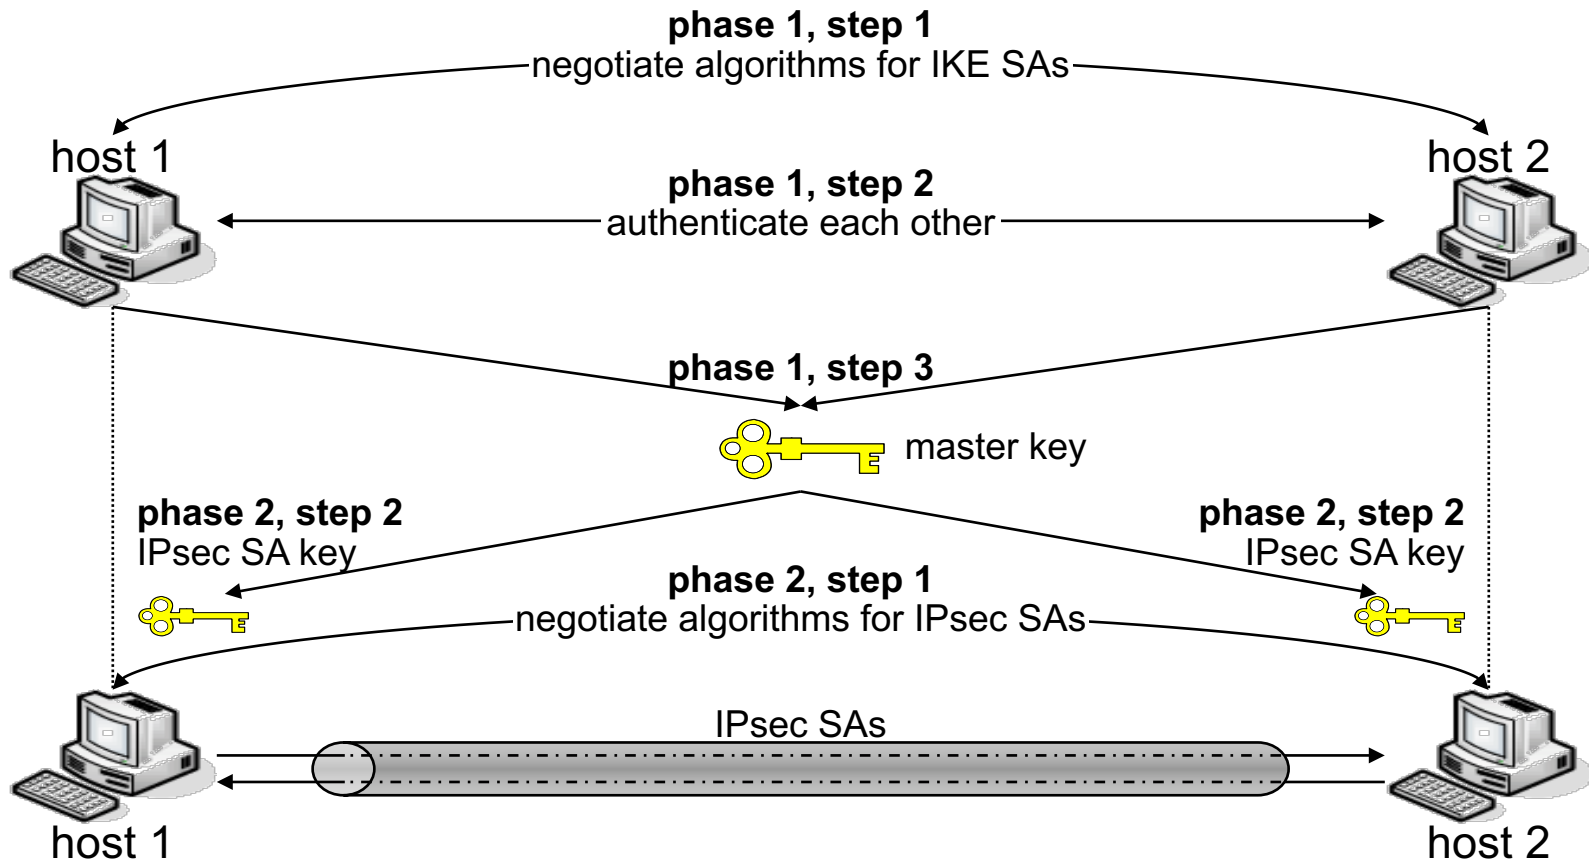 phase 1, step 1
negotiate algorithms for IKE SAs
host 1
host 2
phase 1, step 2
authenticate each other
phase 1, step 3
master key
phase 2, step 2
IPsec SA key
phase 2, step 2
IPsec SA key
phase 2, step 1
negotiate algorithms for IPsec SAs
IPsec SAs
host 1
host 2